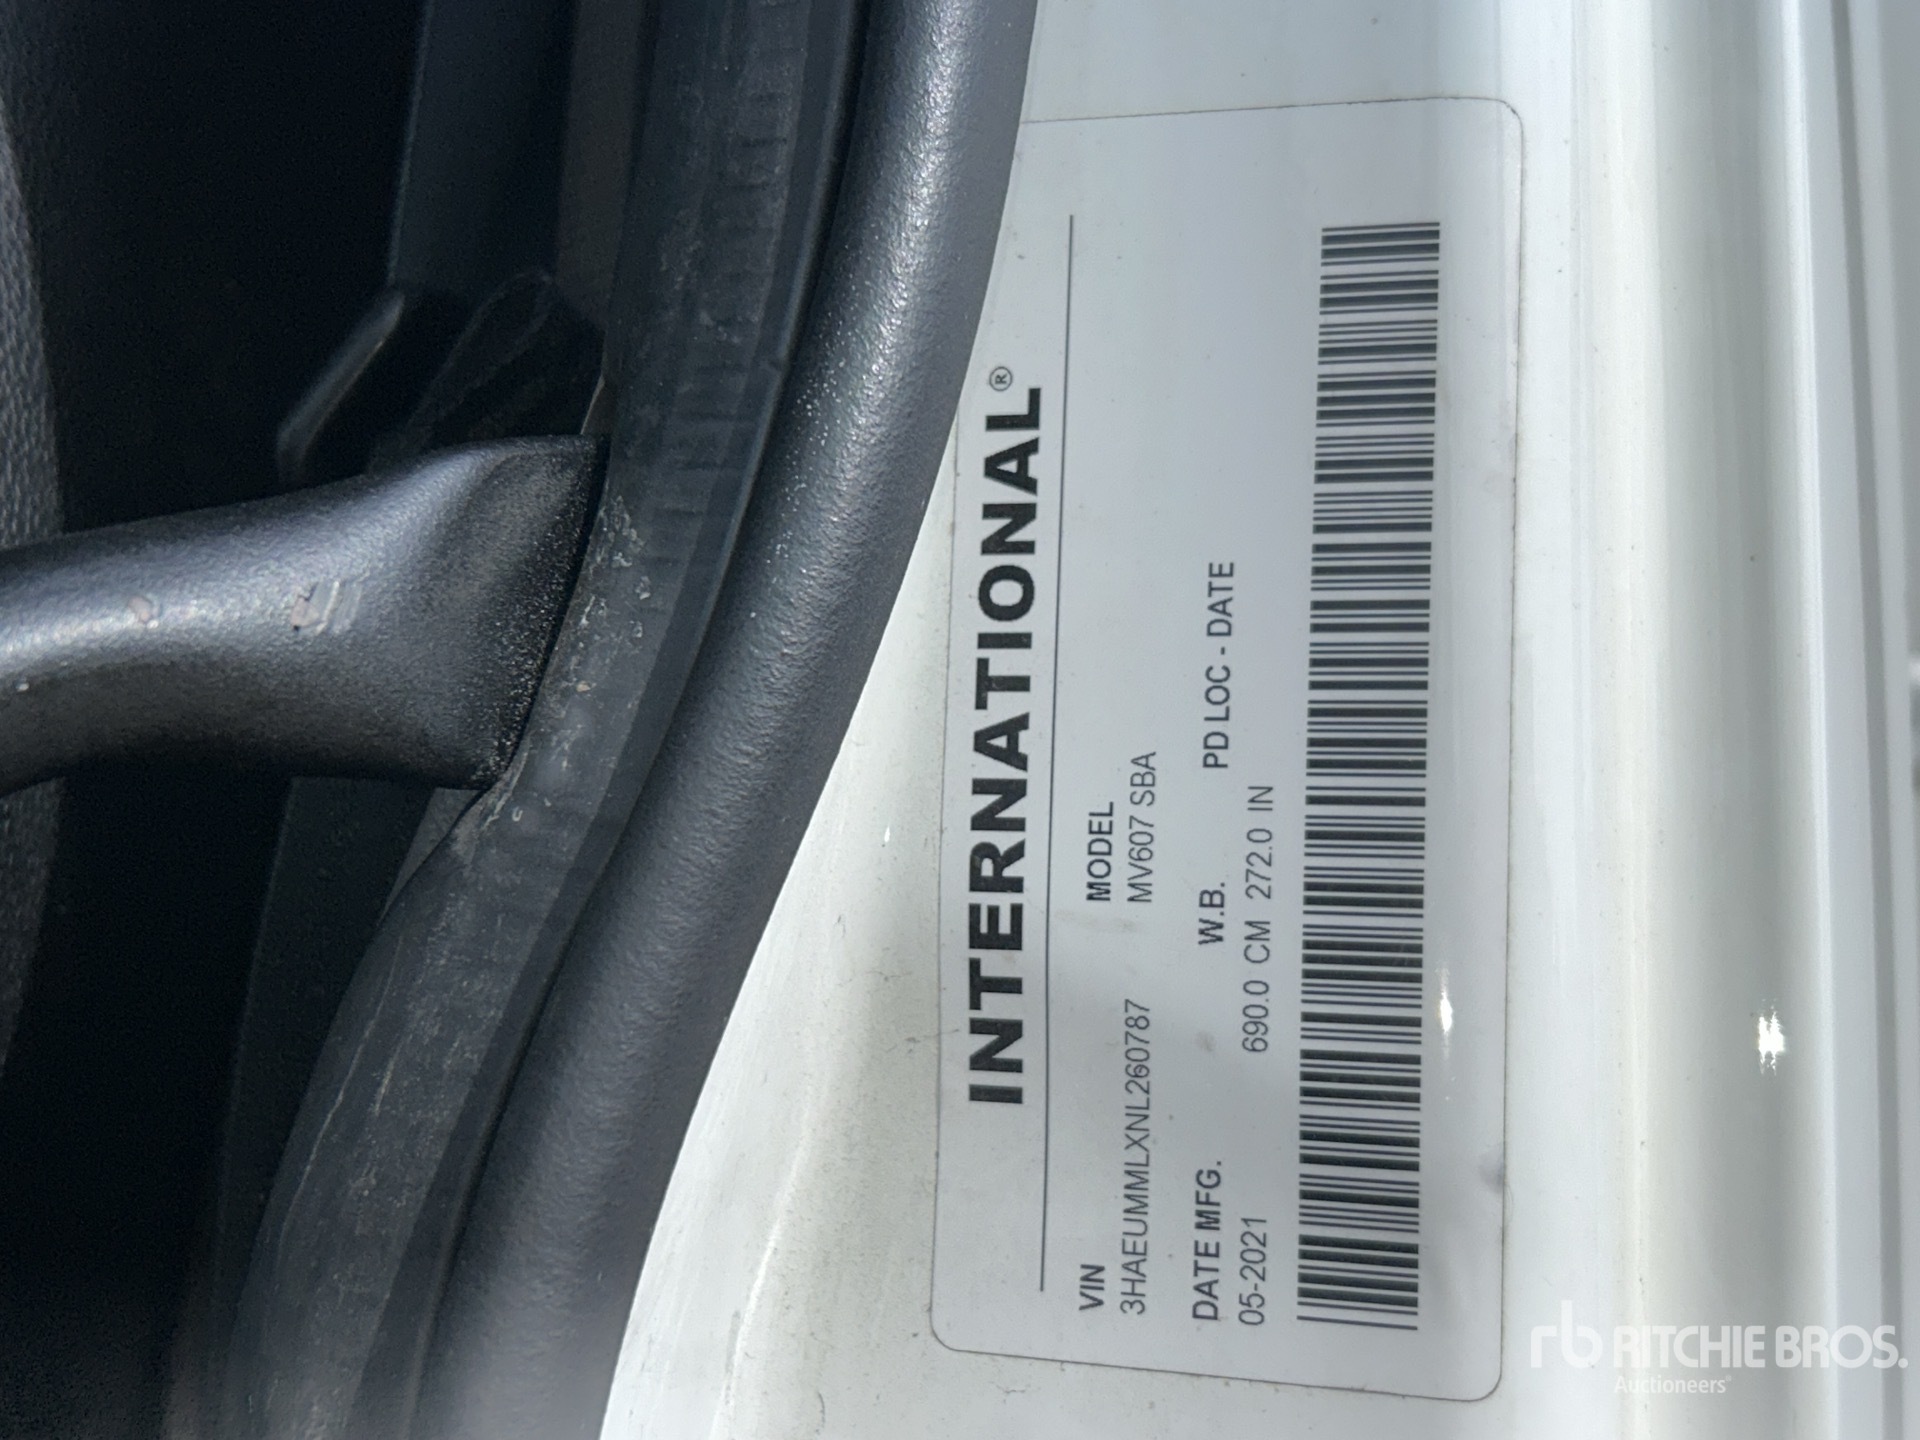 INTERNATIONAL®
VIN MODEL
3HAEUMMLXNL260787 MV607 SBA
DATE MFG. W.B. PD LOC - DATE
05-2021 690.0 CM 272.0 IN
rb RITCHIE BROS.
Auctioneers